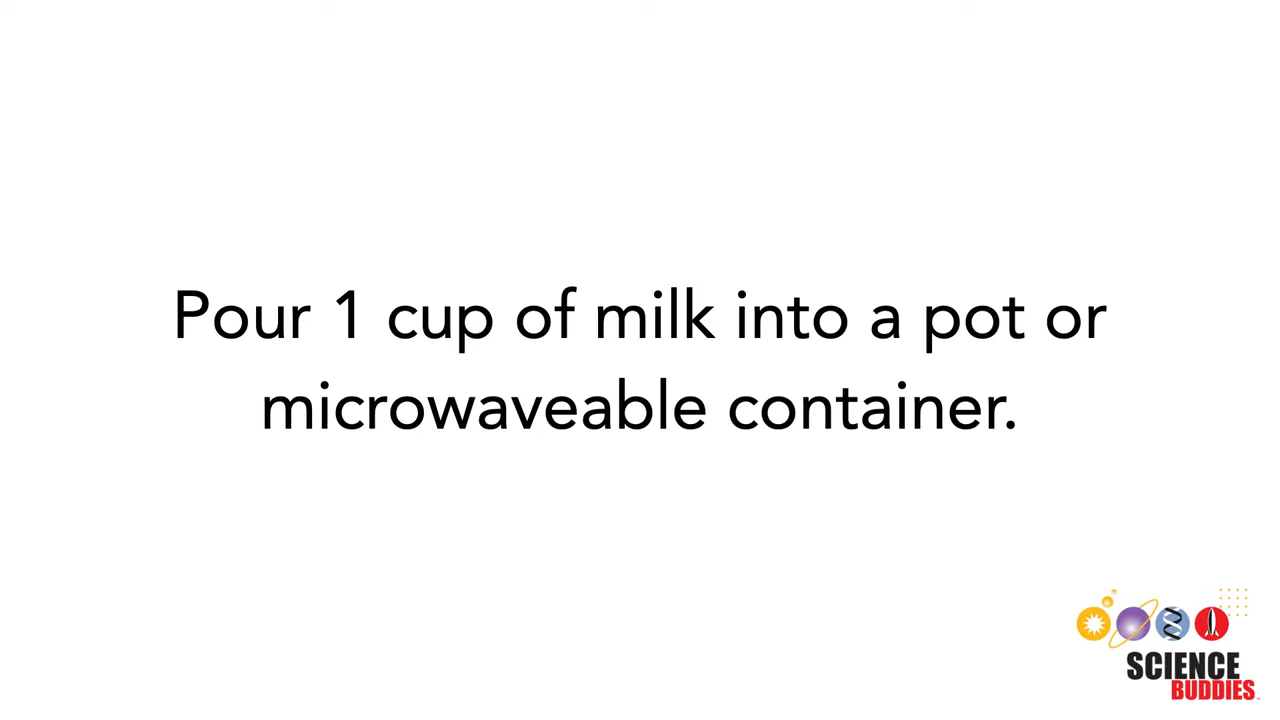 Pour 1 cup of milk into a pot or
microwaveable container.
SCIENCE
BUDDIES